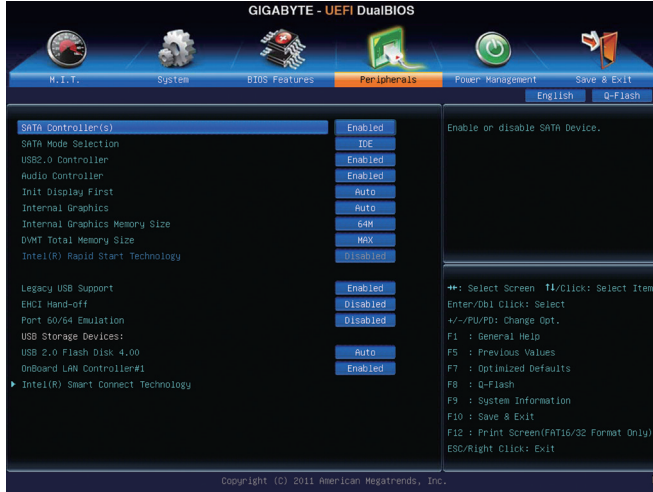 GIGABYTE - UEFI DualBIOS
M.I.T. System BIOS Features Peripherals Power Management Save & Exit
English Q-Flash
SATA Controller(s) Enabled
SATA Mode Selection IDE
USB2.0 Controller Enabled
Audio Controller Enabled
Init Display First Auto
Internal Graphics Auto
Internal Graphics Memory Size 64M
DVMT Total Memory Size MAX
Intel(R) Rapid Start Technology Disabled
Legacy USB Support Enabled
EHCI Hand-off Disabled
Port 60/64 Emulation Disabled
USB Storage Devices:
USB 2.0 Flash Disk 4.00 Auto
OnBoard LAN Controller#1 Enabled
Intel(R) Smart Connect Technology
Enable or disable SATA Device.
→←: Select Screen ↑↓/Click: Select Item
Enter/Dbl Click: Select
+/-/PU/PD: Change Opt.
F1 : General Help
F5 : Previous Values
F7 : Optimized Defaults
F8 : Q-Flash
F9 : System Information
F10 : Save & Exit
F12 : Print Screen(FAT16/32 Format Only)
ESC/Right Click: Exit
Copyright (C) 2011 American Megatrends, Inc.